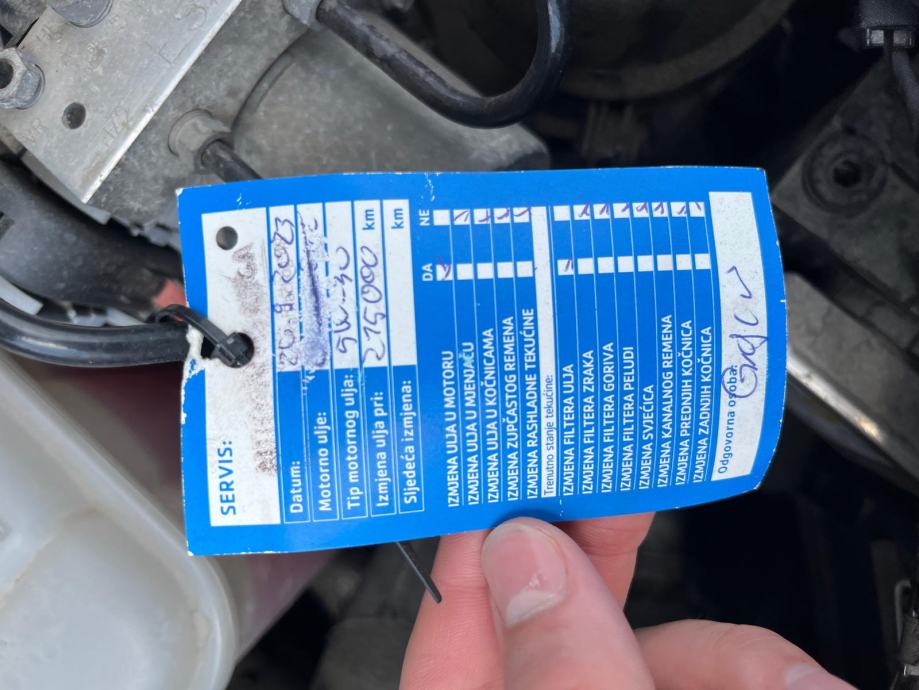 SERVIS:
Datum: 20.9.2023
Motorno ulje:
Tip motornog ulja: 5W-30
Izmjena ulja pri: 275000 km
Sljedeća izmjena: km
DA NE
IZMJENA ULJA U MOTORU
IZMJENA ULJA U MJENJAČU
IZMJENA ULJA U KOČNICAMA
IZMJENA ZUPČASTOG REMENA
IZMJENA RASHLADNE TEKUĆINE
Trenutno stanje tekućine:
IZMJENA FILTERA ULJA
IZMJENA FILTERA ZRAKA
IZMJENA FILTERA GORIVA
IZMJENA FILTERA PELUDI
IZMJENA SVJEĆICA
IZMJENA KANALNOG REMENA
IZMJENA PREDNJIH KOČNICA
IZMJENA ZADNJIH KOČNICA
Odgovorna osoba: